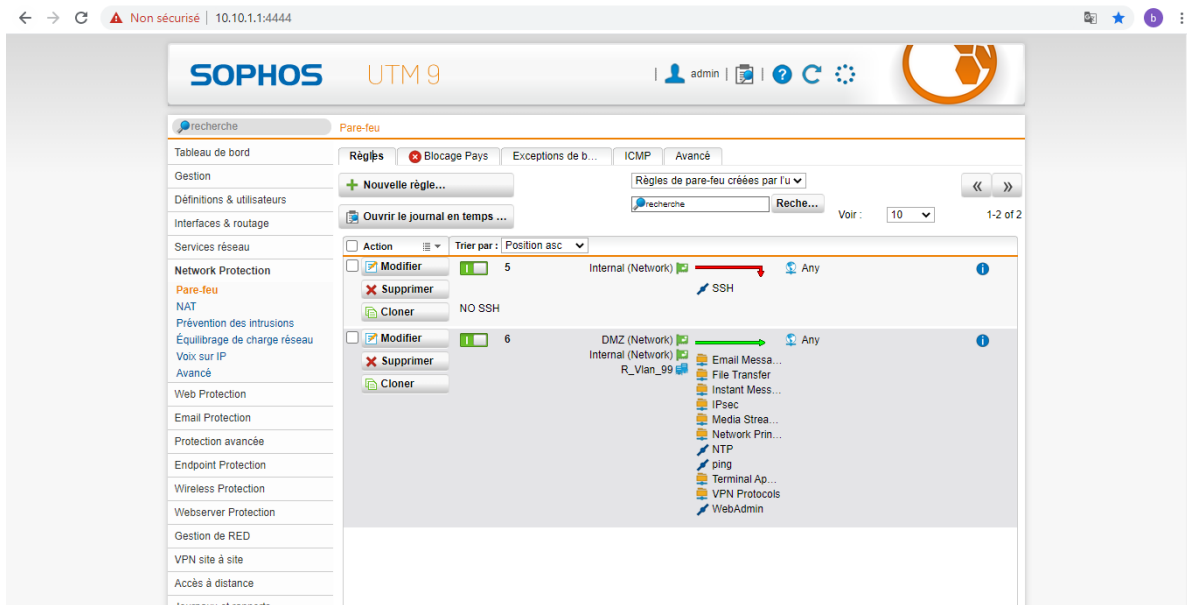 Non sécurisé | 10.10.1.1:4444
b
SOPHOS UTM 9
| admin | | ?
recherche
Pare-feu
Tableau de bord
Gestion
Définitions & utilisateurs
Interfaces & routage
Services réseau
Network Protection
Pare-feu
NAT
Prévention des intrusions
Équilibrage de charge réseau
Voix sur IP
Avancé
Web Protection
Email Protection
Protection avancée
Endpoint Protection
Wireless Protection
Webserver Protection
Gestion de RED
VPN site à site
Accès à distance
Règles Blocage Pays Exceptions de b... ICMP Avancé
Nouvelle règle...
Règles de pare-feu créées par l'u
recherche Reche...
Ouvrir le journal en temps ...
Voir : 10 1-2 of 2
Action Trier par : Position asc
Modifier 5 Internal (Network) Any
Supprimer SSH
Cloner NO SSH
Modifier 6 DMZ (Network) Any
Internal (Network)
Supprimer R_Vlan_99
Cloner
Email Messa...
File Transfer
Instant Mess...
IPsec
Media Strea...
Network Prin...
NTP
ping
Terminal Ap...
VPN Protocols
WebAdmin